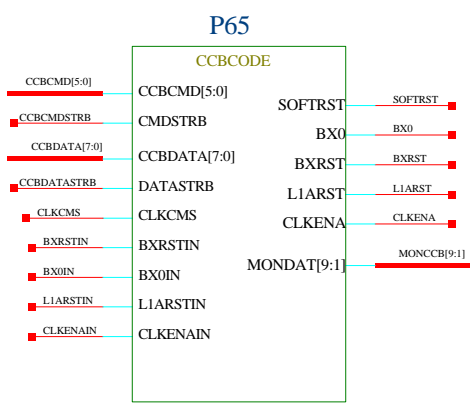 P65
CCBCODE
CCBCMD[5:0]
CCBCMD[5:0]
CCBCMDSTRB
CMDSTRB
CCBDATA[7:0]
CCBDATA[7:0]
CCBDATASTRB
DATASTRB
CLKCMS
CLKCMS
BXRSTIN
BXRSTIN
BX0IN
BX0IN
L1ARSTIN
L1ARSTIN
CLKENAIN
CLKENAIN
SOFTRST
SOFTRST
BX0
BX0
BXRST
BXRST
L1ARST
L1ARST
CLKENA
CLKENA
MONDAT[9:1]
MONCCB[9:1]